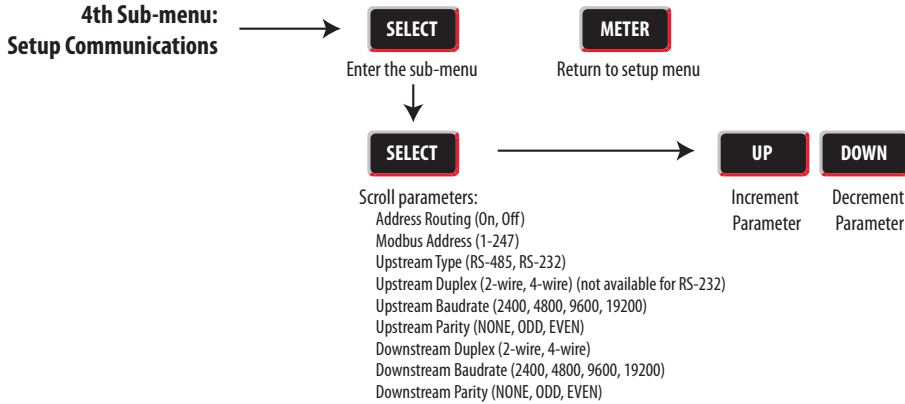 4th Sub-menu:
Setup Communications
SELECT
METER
Enter the sub-menu
Return to setup menu
SELECT
UP
DOWN
Scroll parameters:
Address Routing (On, Off)
Modbus Address (1-247)
Upstream Type (RS-485, RS-232)
Upstream Duplex (2-wire, 4-wire) (not available for RS-232)
Upstream Baudrate (2400, 4800, 9600, 19200)
Upstream Parity (NONE, ODD, EVEN)
Downstream Duplex (2-wire, 4-wire)
Downstream Baudrate (2400, 4800, 9600, 19200)
Downstream Parity (NONE, ODD, EVEN)
Increment
Parameter
Decrement
Parameter